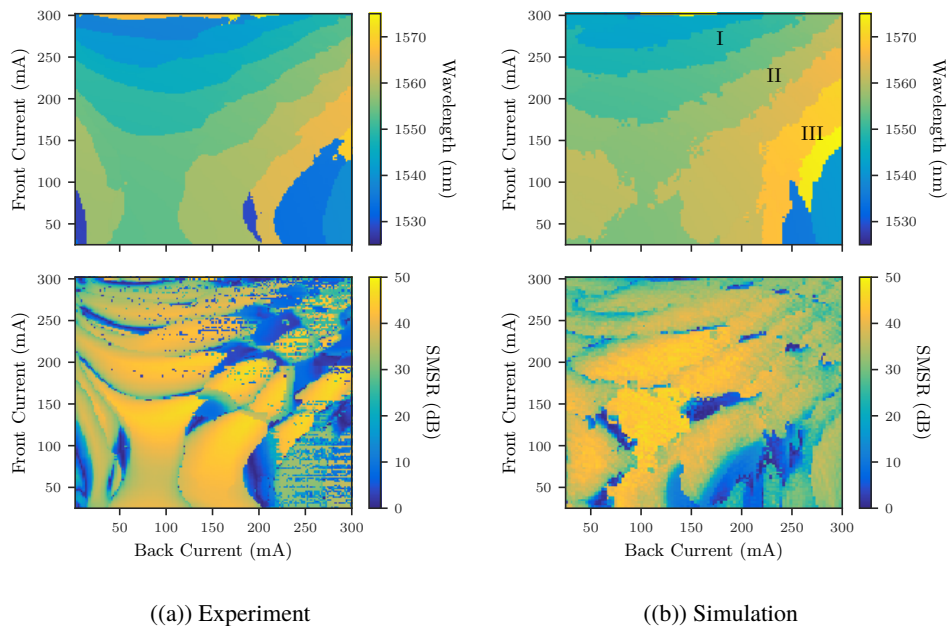 300
250
200
150
100
50
Front Current (mA)
1570
1560
1550
1540
1530
Wavelength (nm)
I
II
III
300
250
200
150
100
50
Front Current (mA)
1570
1560
1550
1540
1530
Wavelength (nm)
300
250
200
150
100
50
Front Current (mA)
50 100 150 200 250 300
Back Current (mA)
50
40
30
20
10
0
SMSR (dB)
300
250
200
150
100
50
Front Current (mA)
50 100 150 200 250 300
Back Current (mA)
50
40
30
20
10
0
SMSR (dB)
((a)) Experiment
((b)) Simulation